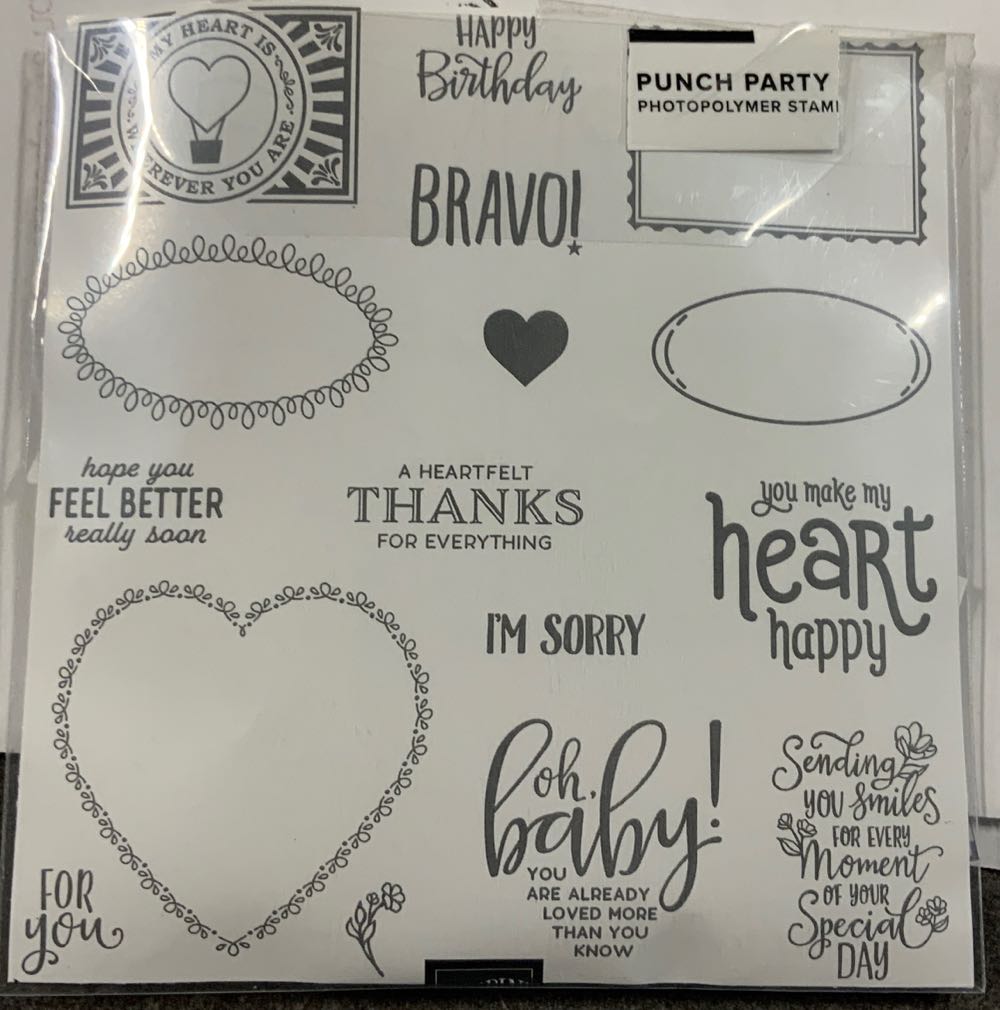 MY HEART IS
YOU ARE
Happy
Birthday
PUNCH PARTY
PHOTOPOLYMER
BRAVO!
hope you
FEEL BETTER
really soon
A HEARTFELT
THANKS
FOR EVERYTHING
you make my
heart
happy
I'M SORRY
oh,
baby!
YOU
ARE ALREADY
LOVED MORE
THAN YOU
KNOW
Sending
you Smiles
FOR EVERY
Moment
OF YOUR
Special
DAY
FOR
you